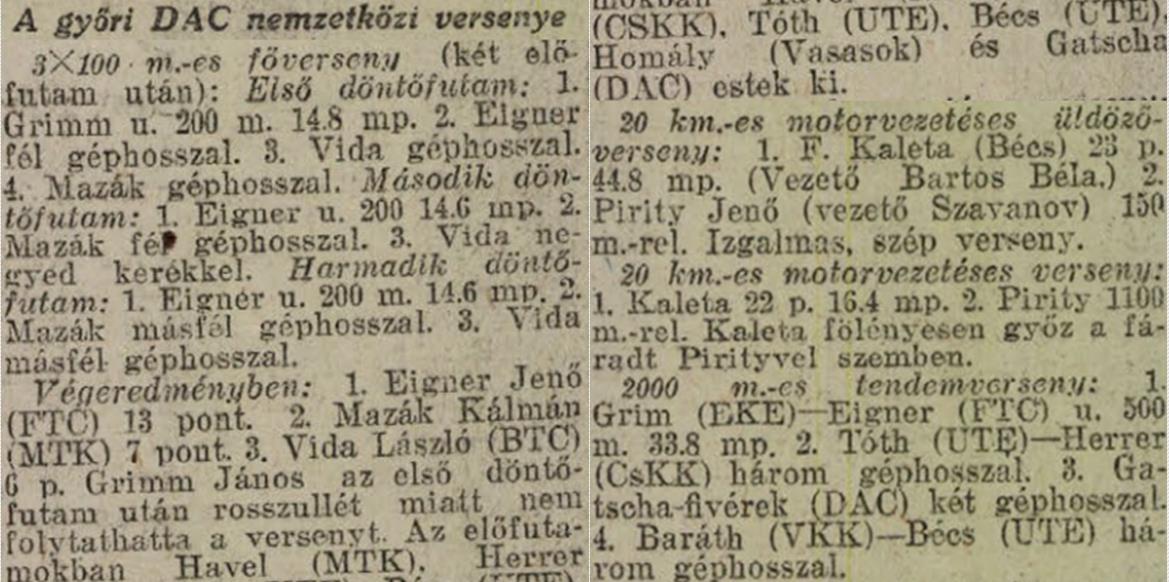 A győri DAC nemzetközi versenye
3×100 m.-es főverseny (két elő-
futam után): Első döntőfutam: 1.
Grimm u. 200 m. 14.8 mp. 2. Eigner
fél géphosszal. 3. Vida géphosszal.
4. Mazák géphosszal. Második dön-
tőfutam: 1. Eigner u. 200 14.6 mp. 2.
Mazák fél géphosszal. 3. Vida ne-
gyed kerékkel. Harmadik döntő-
futam: 1. Eigner u. 200 m. 14.6 mp. 2.
Mazák másfél géphosszal. 3. Vida
másfél géphosszal.
Végeredményben: 1. Eigner Jenő
(FTC) 13 pont. 2. Mazák Kálmán
(MTK) 7 pont. 3. Vida László (BTC)
6 p. Grimm János az első döntő-
futam után rosszullét miatt nem
folytathatta a versenyt. Az előfuta-
mokban Havel (MTK), Herrer
(CSKK), Tóth (UTE), Bécs (UTE),
Homály (Vasasok) és Gatscha
(DAC) estek ki.
20 km.-es motorvezetéses üldöző-
verseny: 1. F. Kaleta (Bécs) 23 p.
44.8 mp. (Vezető Bartos Béla.) 2.
Pirity Jenő (vezető Szavanov) 150
m.-rel. Izgalmas, szép verseny.
20 km.-es motorvezetéses verseny:
1. Kaleta 22 p. 16.4 mp. 2. Pirity 1100
m.-rel. Kaleta fölényesen győz a fá-
radt Pirityvel szemben.
2000 m.-es tendemverseny: 1.
Grim (EKE)—Eigner (FTC) u. 500
m. 33.8 mp. 2. Tóth (UTE)—Herrer
(CsKK) három géphosszal. 3. Ga-
tscha-fivérek (DAC) két géphosszal.
4. Baráth (VKK)—Bécs (UTE) há-
rom géphosszal.